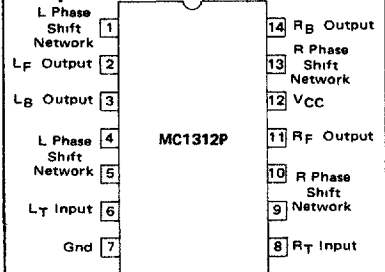 L Phase
Shift
Network
1
LF Output
2
LB Output
3
L Phase
Shift
Network
4
5
LT Input
6
Gnd
7
MC1312P
14
RB Output
13
R Phase
Shift
Network
12
VCC
11
RF Output
10
9
R Phase
Shift
Network
8
RT Input